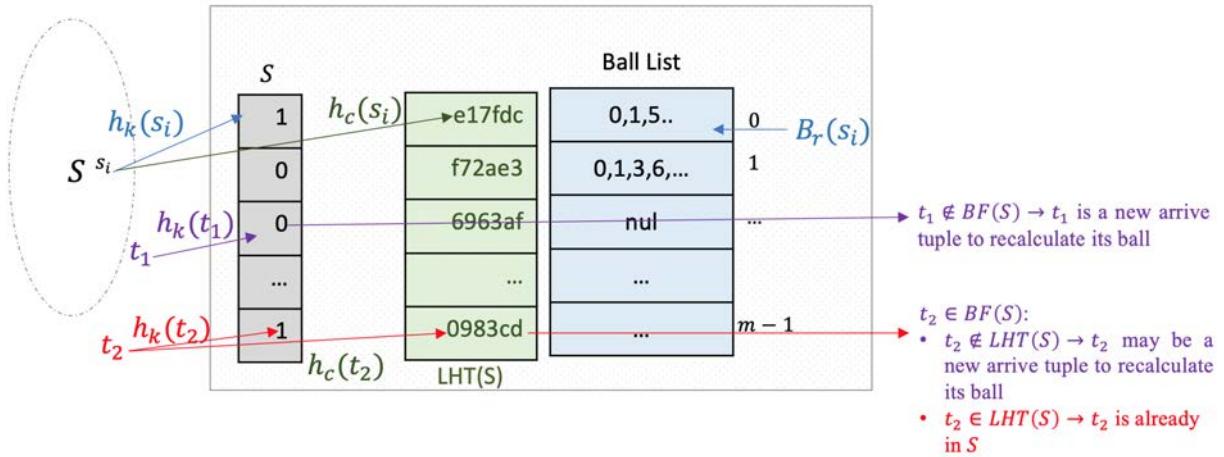 Ball List
S
h_k(s_i)
h_c(s_i)
1
e17fdc
0,1,5..
0
B_r(s_i)
S s_i
0
f72ae3
0,1,3,6,...
1
h_k(t_1)
0
6963af
nul
...
t_1
t_1 ∉ BF(S) → t_1 is a new arrive
tuple to recalculate its ball
...
...
...
h_k(t_2)
1
0983cd
...
m − 1
t_2
h_c(t_2)
LHT(S)
t_2 ∈ BF(S):
• t_2 ∉ LHT(S) → t_2 may be a
new arrive tuple to recalculate
its ball
• t_2 ∈ LHT(S) → t_2 is already
in S